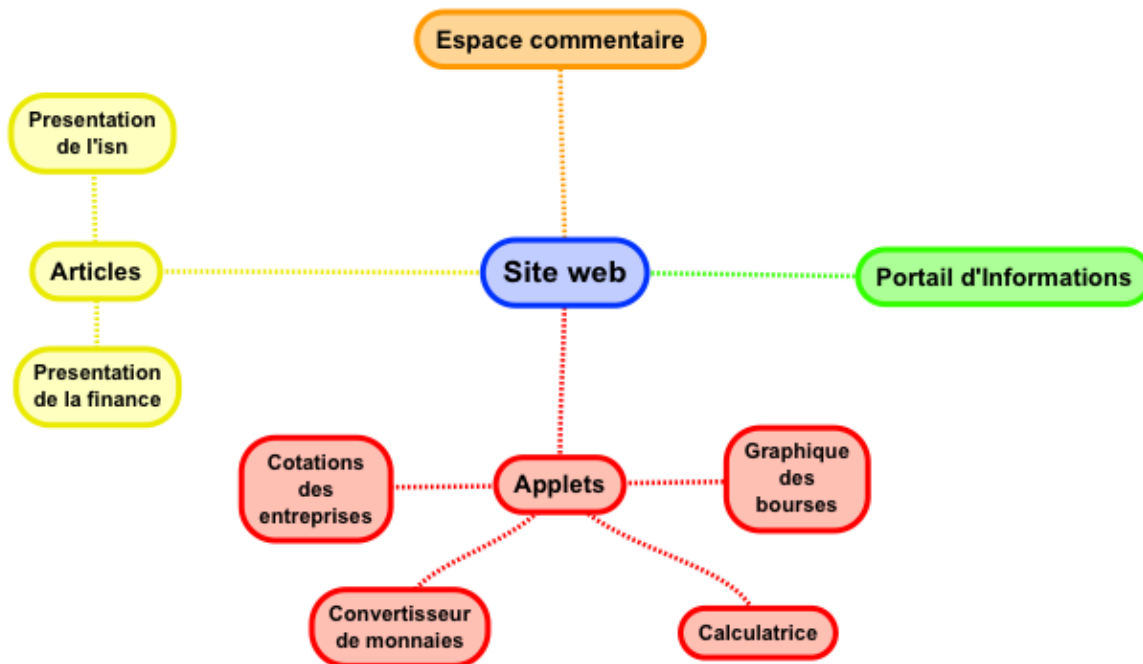 Espace commentaire
Presentation
de l'isn
Articles
Site web
Portail d'Informations
Presentation
de la finance
Cotations
des
entreprises
Applets
Graphique
des
bourses
Convertisseur
de monnaies
Calculatrice